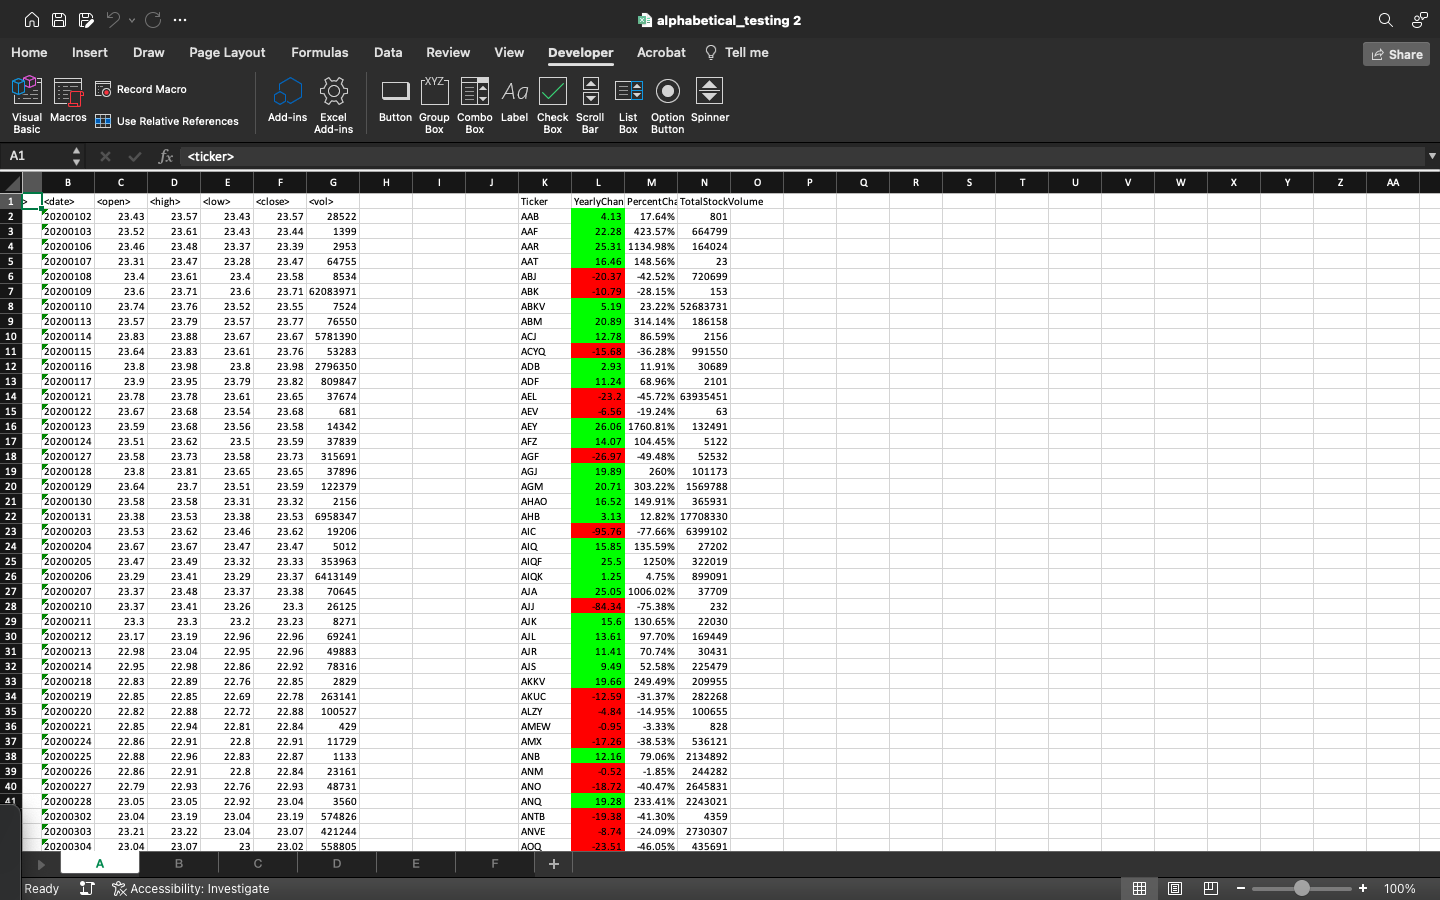 alphabetical_testing 2
Home Insert Draw Page Layout Formulas Data Review View Developer Acrobat Tell me Share
Visual Basic Macros Record Macro Use Relative References Add-ins Excel Add-ins Button Group Box Combo Box Label Check Box Scroll Bar List Box Option Button Spinner
A1 fx <ticker>
B C D E F G H I J K L M N O P Q R S T U V W X Y Z AA
1 > <date> <open> <high> <low> <close> <vol> Ticker YearlyChan PercentCha TotalStockVolume
2 20200102 23.43 23.57 23.43 23.57 28522 AAB 4.13 17.64% 801
3 20200103 23.52 23.61 23.43 23.44 1399 AAF 22.28 423.57% 664799
4 20200106 23.46 23.48 23.37 23.39 2953 AAR 25.31 1134.98% 164024
5 20200107 23.31 23.47 23.28 23.47 64755 AAT 16.46 148.56% 23
6 20200108 23.4 23.61 23.4 23.58 8534 ABJ -20.37 -42.52% 720699
7 20200109 23.6 23.71 23.6 23.71 62083971 ABK -10.79 -28.15% 153
8 20200110 23.74 23.76 23.52 23.55 7524 ABKV 5.19 23.22% 52683731
9 20200113 23.57 23.79 23.57 23.77 76550 ABM 20.89 314.14% 186158
10 20200114 23.83 23.88 23.67 23.67 5781390 ACJ 12.78 86.59% 2156
11 20200115 23.64 23.83 23.61 23.76 53283 ACYQ -15.68 -36.28% 991550
12 20200116 23.8 23.98 23.8 23.98 2796350 ADB 2.93 11.91% 30689
13 20200117 23.9 23.95 23.79 23.82 809847 ADF 11.24 68.96% 2101
14 20200121 23.78 23.78 23.61 23.65 37674 AEL -23.2 -45.72% 63935451
15 20200122 23.67 23.68 23.54 23.68 681 AEV -6.56 -19.24% 63
16 20200123 23.59 23.68 23.56 23.58 14342 AEY 26.06 1760.81% 132491
17 20200124 23.51 23.62 23.5 23.59 37839 AFZ 14.07 104.45% 5122
18 20200127 23.58 23.73 23.58 23.73 315691 AGF -26.97 -49.48% 52532
19 20200128 23.8 23.81 23.65 23.65 37896 AGJ 19.89 260% 101173
20 20200129 23.64 23.7 23.51 23.59 122379 AGM 20.71 303.22% 1569788
21 20200130 23.58 23.58 23.31 23.32 2156 AHAO 16.52 149.91% 365931
22 20200131 23.38 23.53 23.38 23.53 6958347 AHB 3.13 12.82% 17708330
23 20200203 23.53 23.62 23.46 23.62 19206 AIC -95.76 -77.66% 6399102
24 20200204 23.67 23.67 23.47 23.47 5012 AIQ 15.85 135.59% 27202
25 20200205 23.47 23.49 23.32 23.33 353963 AIQF 25.5 1250% 322019
26 20200206 23.29 23.41 23.29 23.37 6413149 AIQK 1.25 4.75% 899091
27 20200207 23.37 23.48 23.37 23.38 70645 AJA 25.05 1006.02% 37709
28 20200210 23.37 23.41 23.26 23.3 26125 AJJ -84.34 -75.38% 232
29 20200211 23.3 23.3 23.2 23.23 8271 AJK 15.6 130.65% 22030
30 20200212 23.17 23.19 22.96 22.96 69241 AJL 13.61 97.70% 169449
31 20200213 22.98 23.04 22.95 22.96 49883 AJR 11.41 70.74% 30431
32 20200214 22.95 22.98 22.86 22.92 78316 AJS 9.49 52.58% 225479
33 20200218 22.83 22.89 22.76 22.85 2829 AKKV 19.66 249.49% 209955
34 20200219 22.85 22.85 22.69 22.78 263141 AKUC -12.59 -31.37% 282268
35 20200220 22.82 22.88 22.72 22.88 100527 ALZY -4.84 -14.95% 100655
36 20200221 22.85 22.94 22.81 22.84 429 AMEW -0.95 -3.33% 828
37 20200224 22.86 22.91 22.8 22.91 11729 AMX -17.26 -38.53% 536121
38 20200225 22.88 22.96 22.83 22.87 1133 ANB 12.16 79.06% 2134892
39 20200226 22.86 22.91 22.8 22.84 23161 ANM -0.52 -1.85% 244282
40 20200227 22.79 22.93 22.76 22.93 48731 ANO -18.72 -40.47% 2645831
41 20200228 23.05 23.05 22.92 23.04 3560 ANQ 19.28 233.41% 2243021
20200302 23.04 23.19 23.04 23.19 574826 ANTB -19.38 -41.30% 4359
20200303 23.21 23.22 23.04 23.07 421244 ANVE -8.74 -24.09% 2730307
20200304 23.04 23.07 23 23.02 558805 AOQ -23.51 -46.05% 435691
A B C D E F +
Ready Accessibility: Investigate 100%